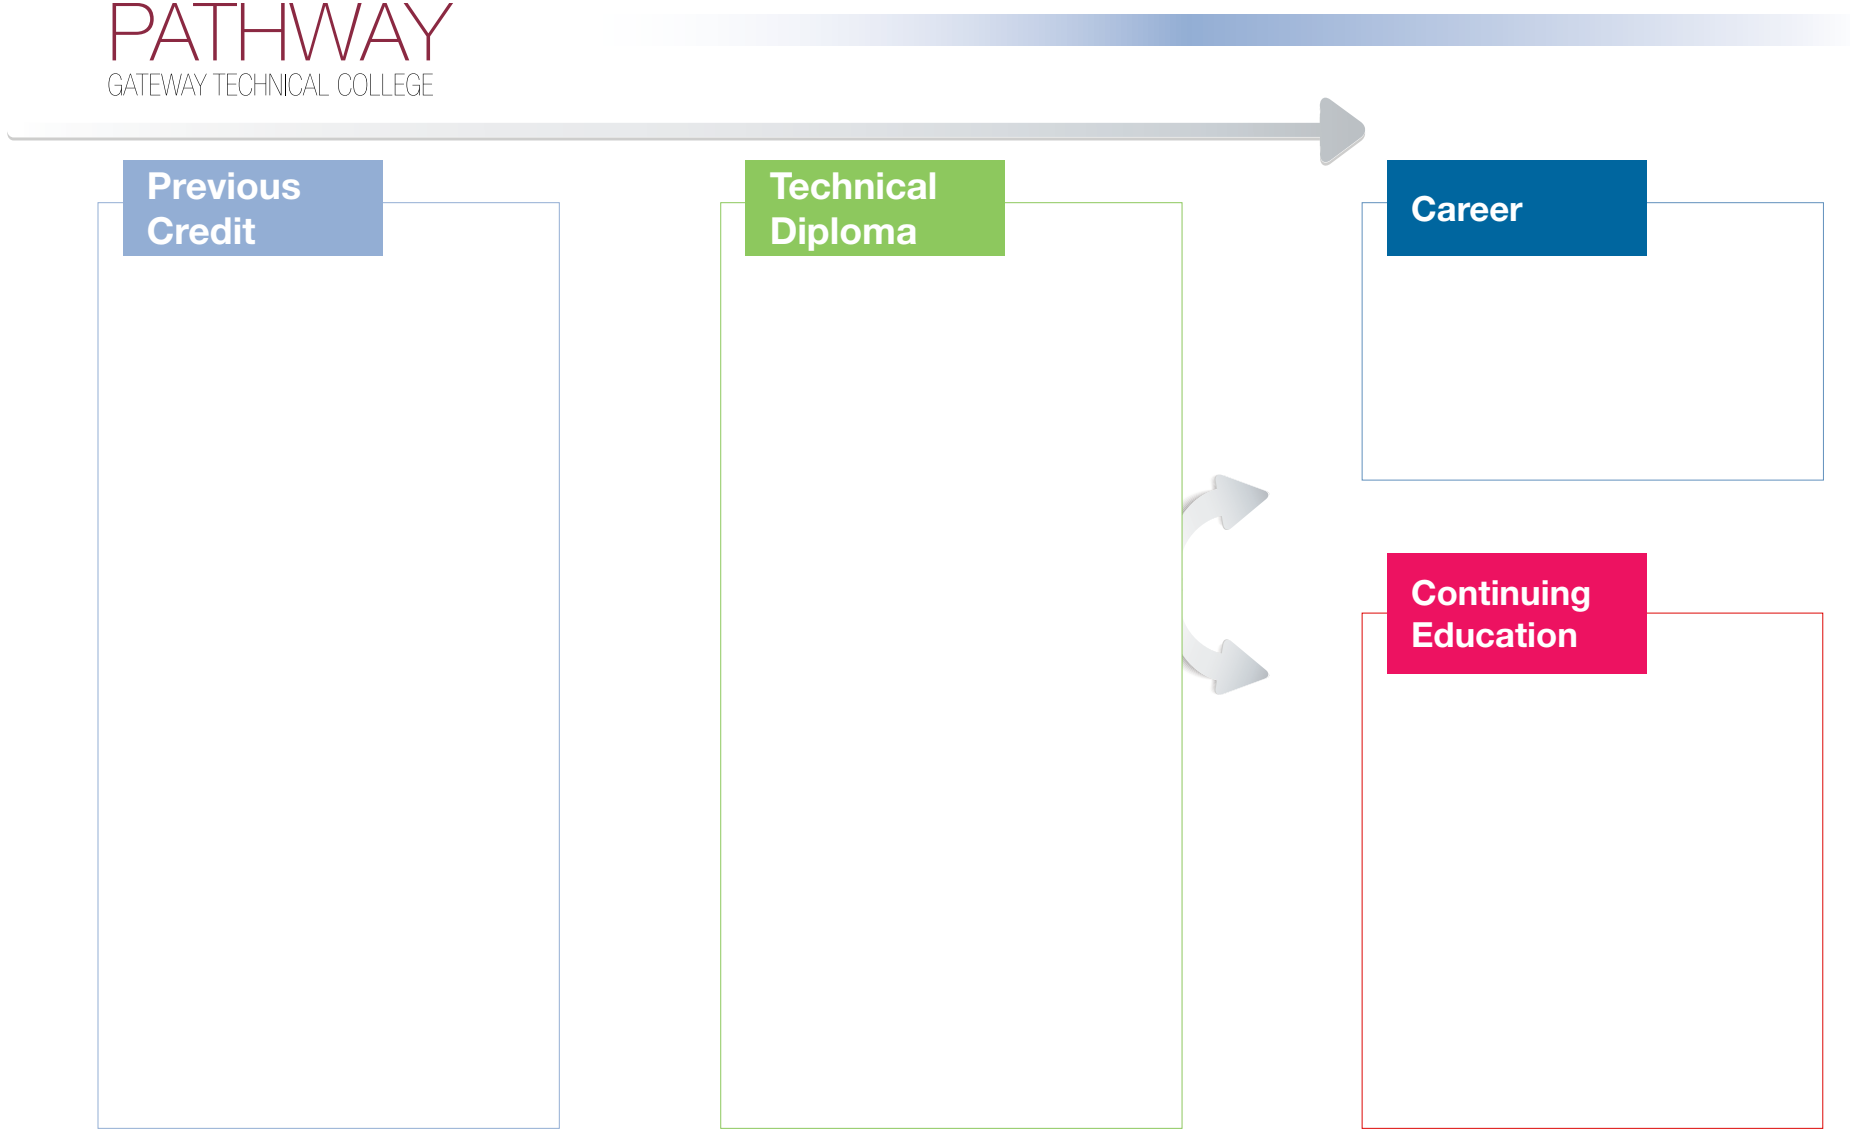 PATHWAY
GATEWAY TECHNICAL COLLEGE
Previous
Credit
Technical
Diploma
Career
Continuing
Education